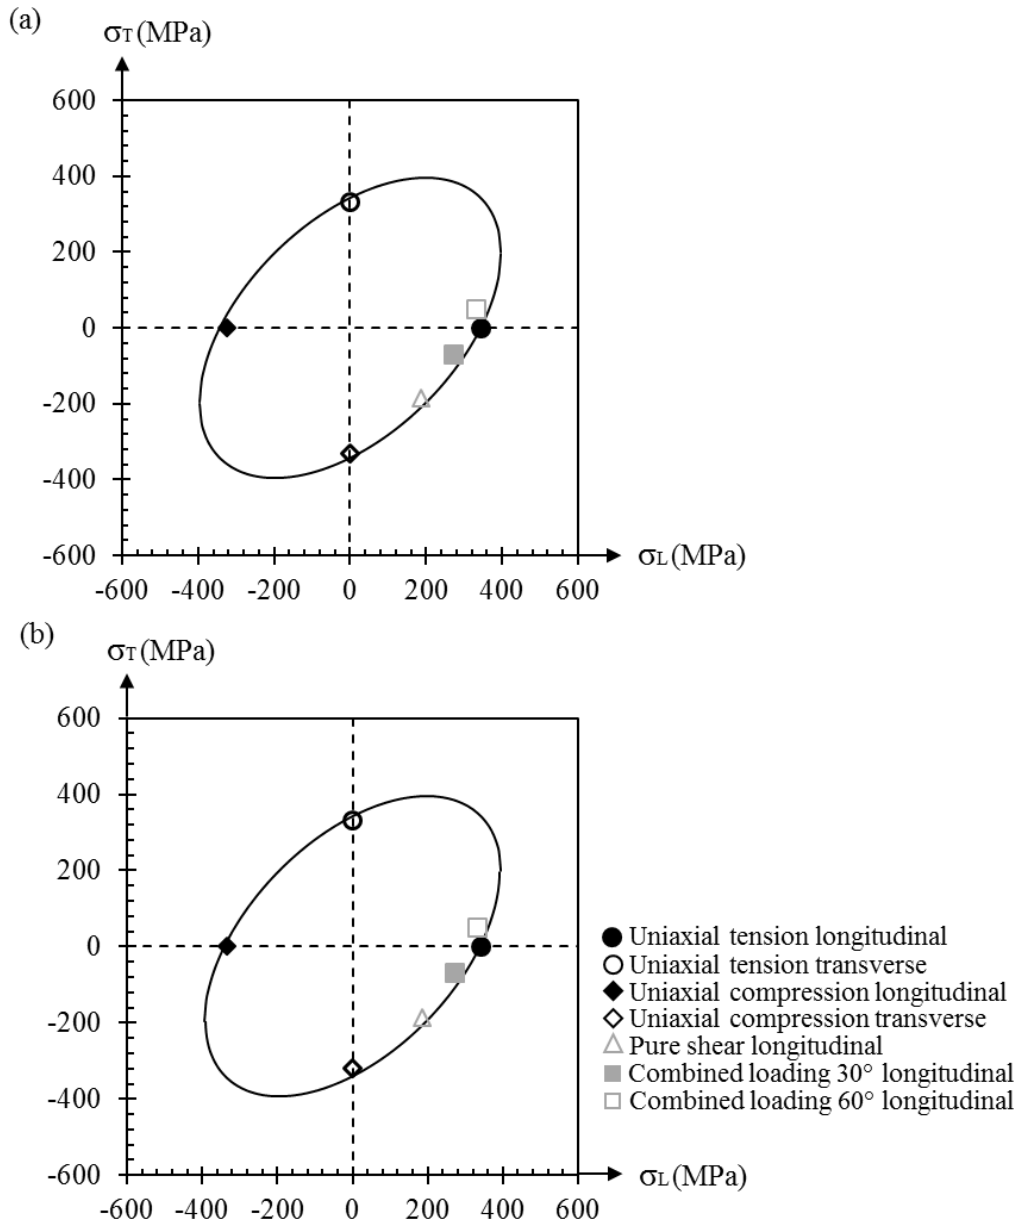 (a)
σT (MPa)
600
400
200
0
-200
-400
-600
-600 -400 -200 0 200 400 600
σL (MPa)
(b)
σT (MPa)
600
400
200
0
-200
-400
-600
-600 -400 -200 0 200 400 600
σL (MPa)
Uniaxial tension longitudinal
Uniaxial tension transverse
Uniaxial compression longitudinal
Uniaxial compression transverse
Pure shear longitudinal
Combined loading 30° longitudinal
Combined loading 60° longitudinal